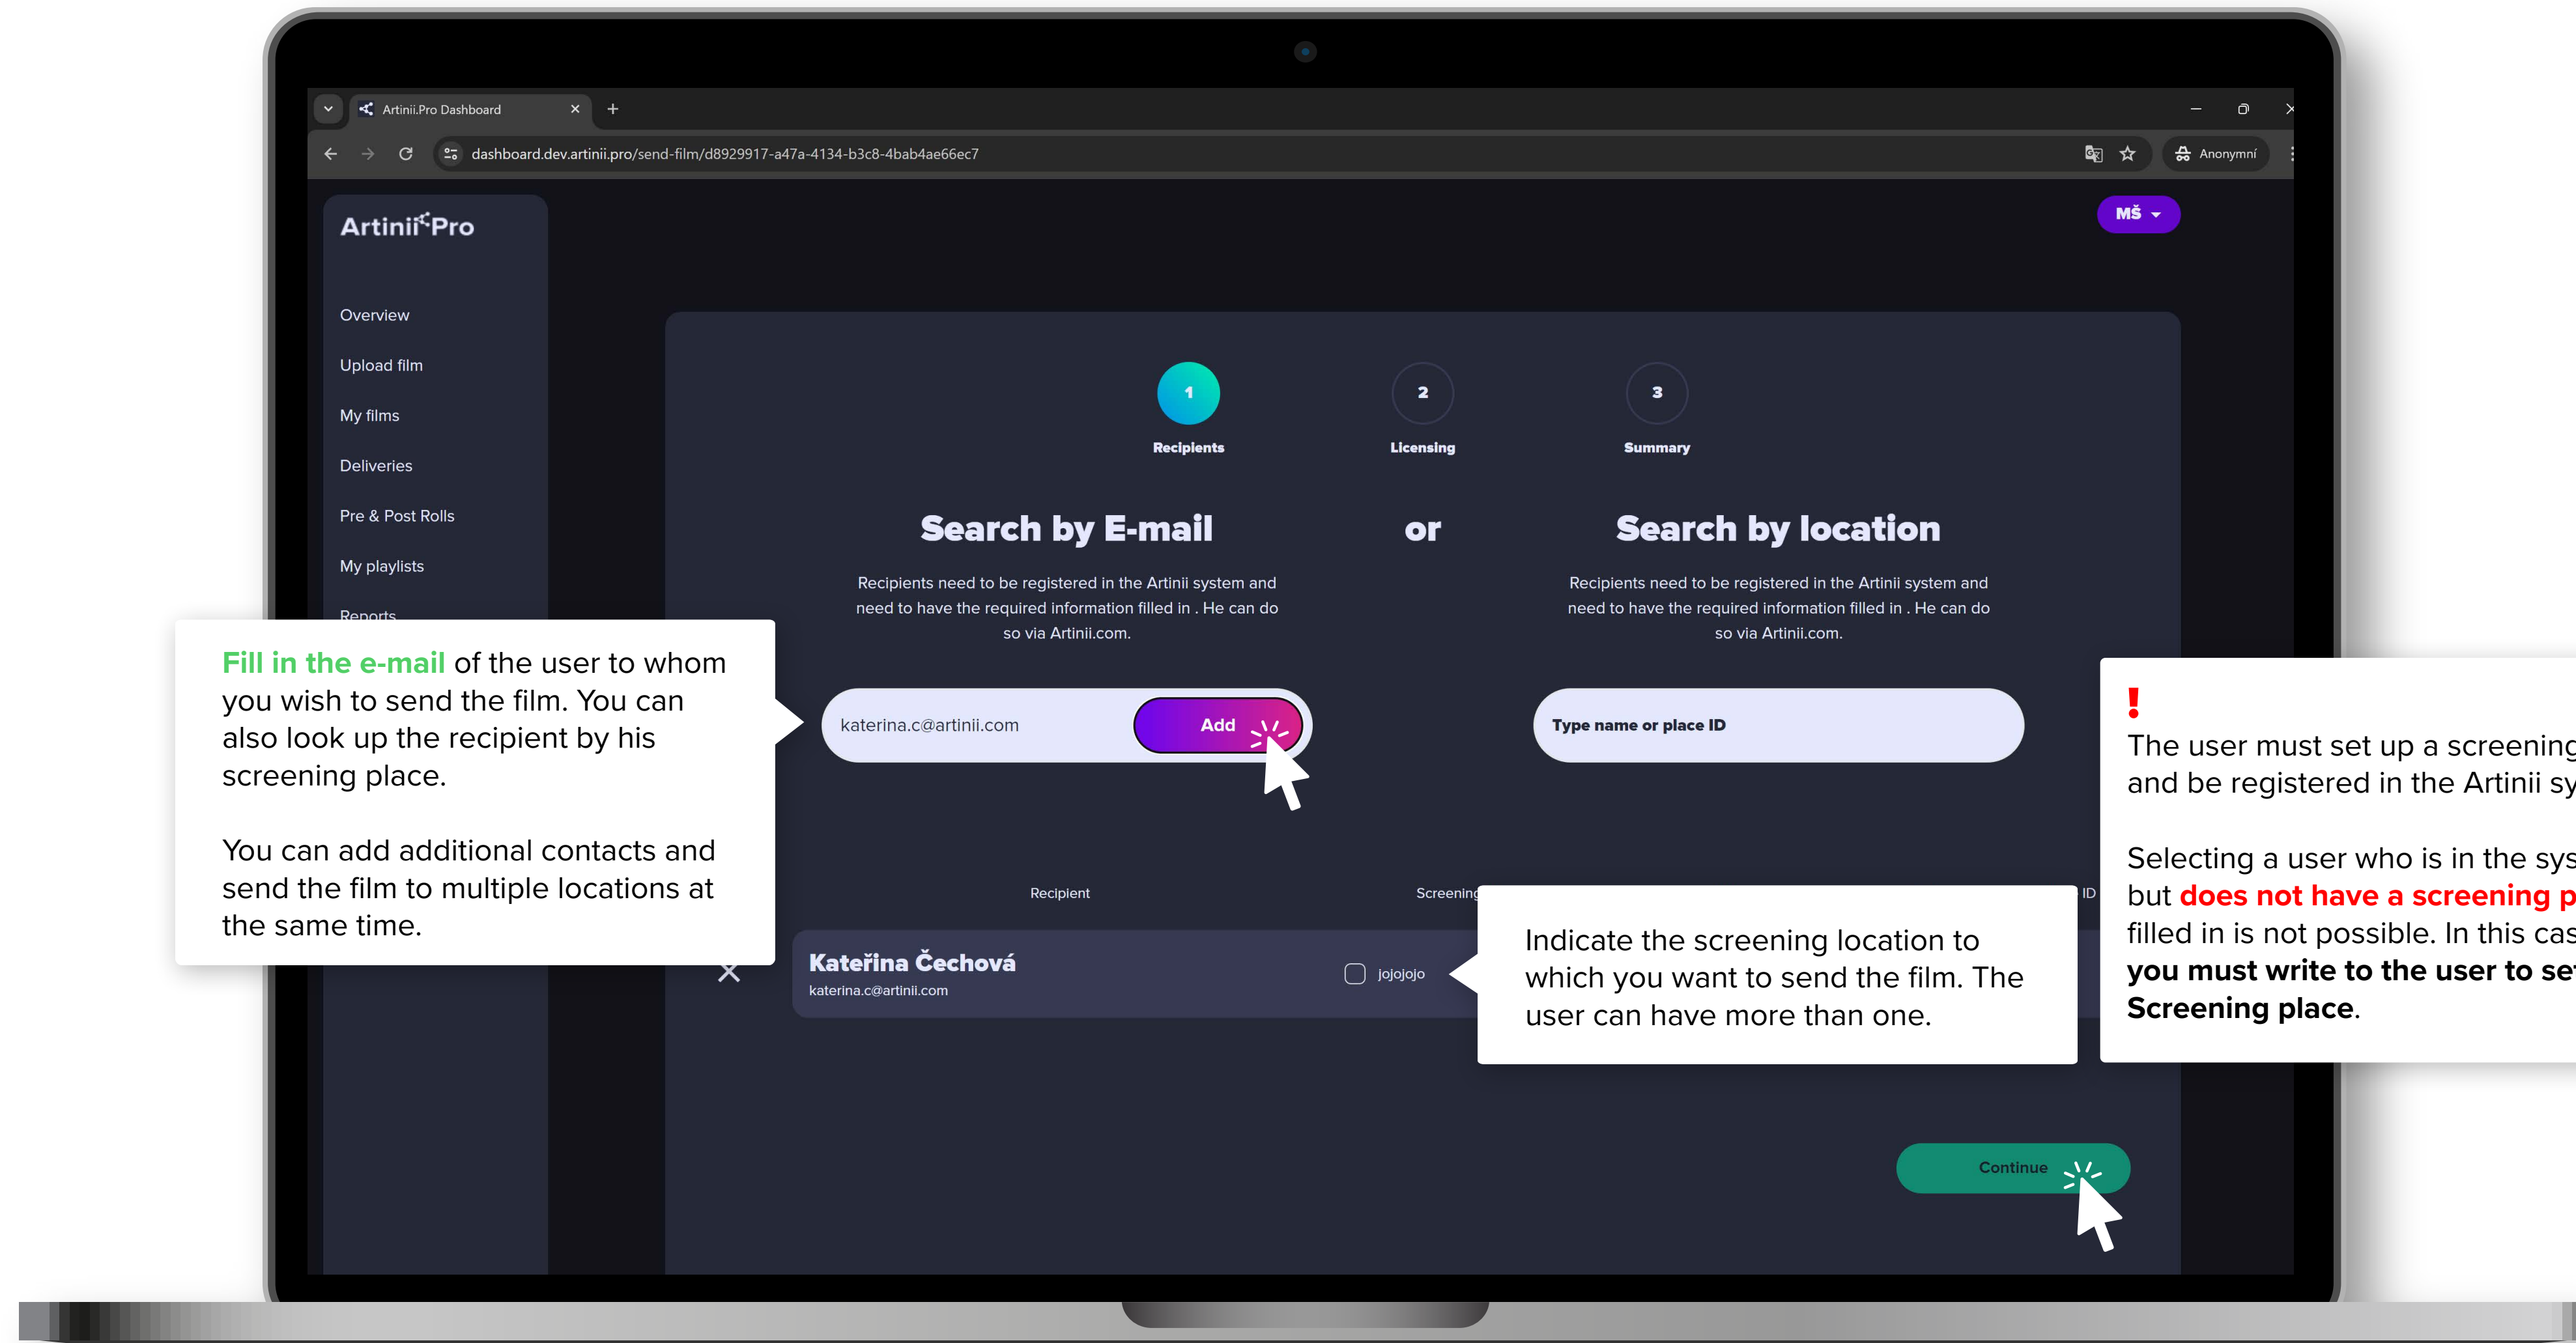 Artinii.Pro Dashboard
dashboard.dev.artinii.pro/send-film/d8929917-a47a-4134-b3c8-4bab4ae66ec7
Anonymní
Artinii Pro
MŠ
Overview
Upload film
My films
Deliveries
Pre & Post Rolls
My playlists
Reports
1
2
3
Recipients
Licensing
Summary
Search by E-mail
or
Search by location
Recipients need to be registered in the Artinii system and
need to have the required information filled in . He can do
so via Artinii.com.
Recipients need to be registered in the Artinii system and
need to have the required information filled in . He can do
so via Artinii.com.
katerina.c@artinii.com
Add
Type name or place ID
Fill in the e-mail of the user to whom
you wish to send the film. You can
also look up the recipient by his
screening place.
You can add additional contacts and
send the film to multiple locations at
the same time.
!
The user must set up a screening
and be registered in the Artinii sy
Selecting a user who is in the sys
but does not have a screening p
filled in is not possible. In this cas
you must write to the user to set
Screening place.
Recipient
Screening
ID
Kateřina Čechová
katerina.c@artinii.com
jojojojo
Indicate the screening location to
which you want to send the film. The
user can have more than one.
Continue